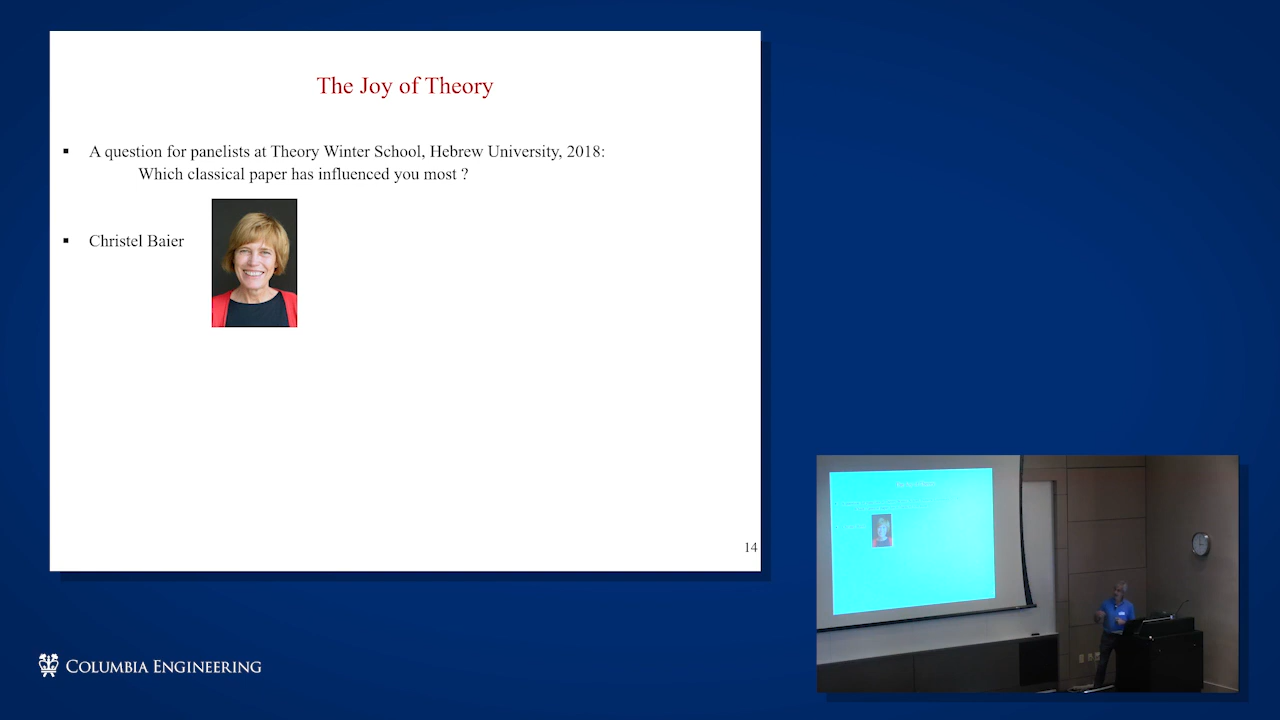 The Joy of Theory
▪ A question for panelists at Theory Winter School, Hebrew University, 2018:
Which classical paper has influenced you most ?
▪ Christel Baier
14
COLUMBIA ENGINEERING